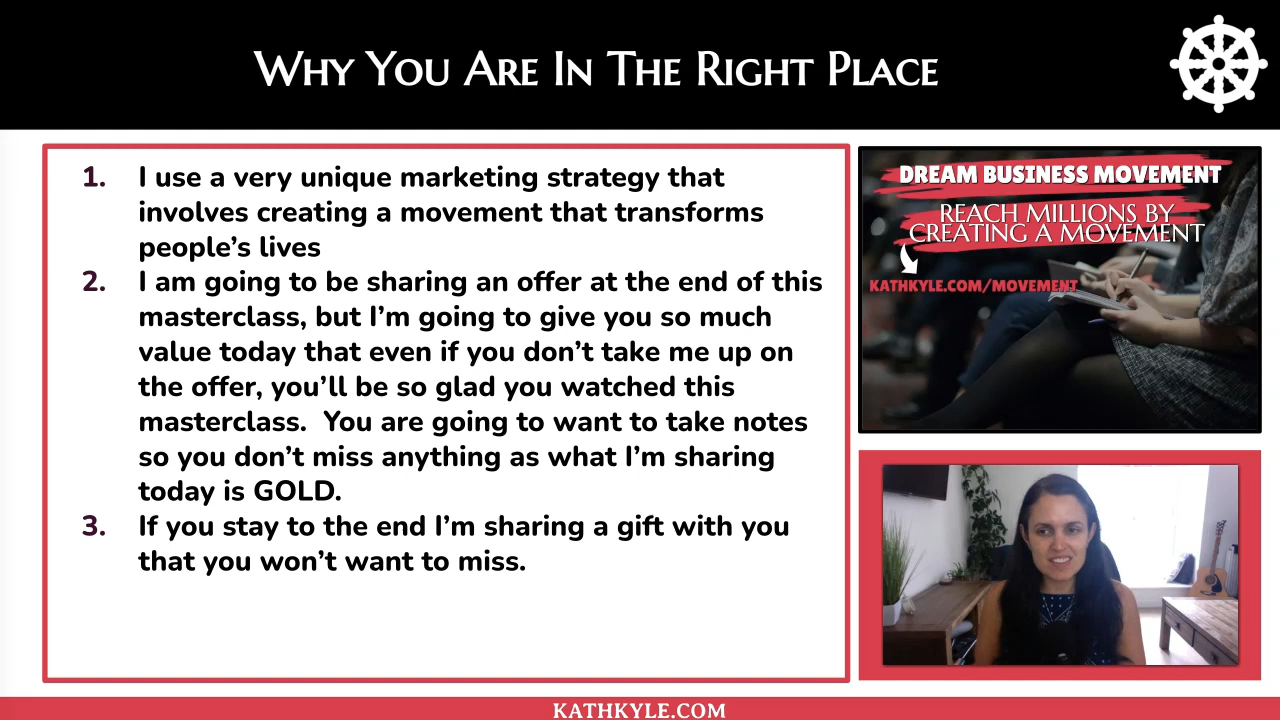 Why You Are In The Right Place
1. I use a very unique marketing strategy that
involves creating a movement that transforms
people’s lives
2. I am going to be sharing an offer at the end of this
masterclass, but I’m going to give you so much
value today that even if you don’t take me up on
the offer, you’ll be so glad you watched this
masterclass.  You are going to want to take notes
so you don’t miss anything as what I’m sharing
today is GOLD.
3. If you stay to the end I’m sharing a gift with you
that you won’t want to miss.
DREAM BUSINESS MOVEMENT
REACH MILLIONS BY
CREATING A MOVEMENT
KATHKYLE.COM/MOVEMENT
KATHKYLE.COM